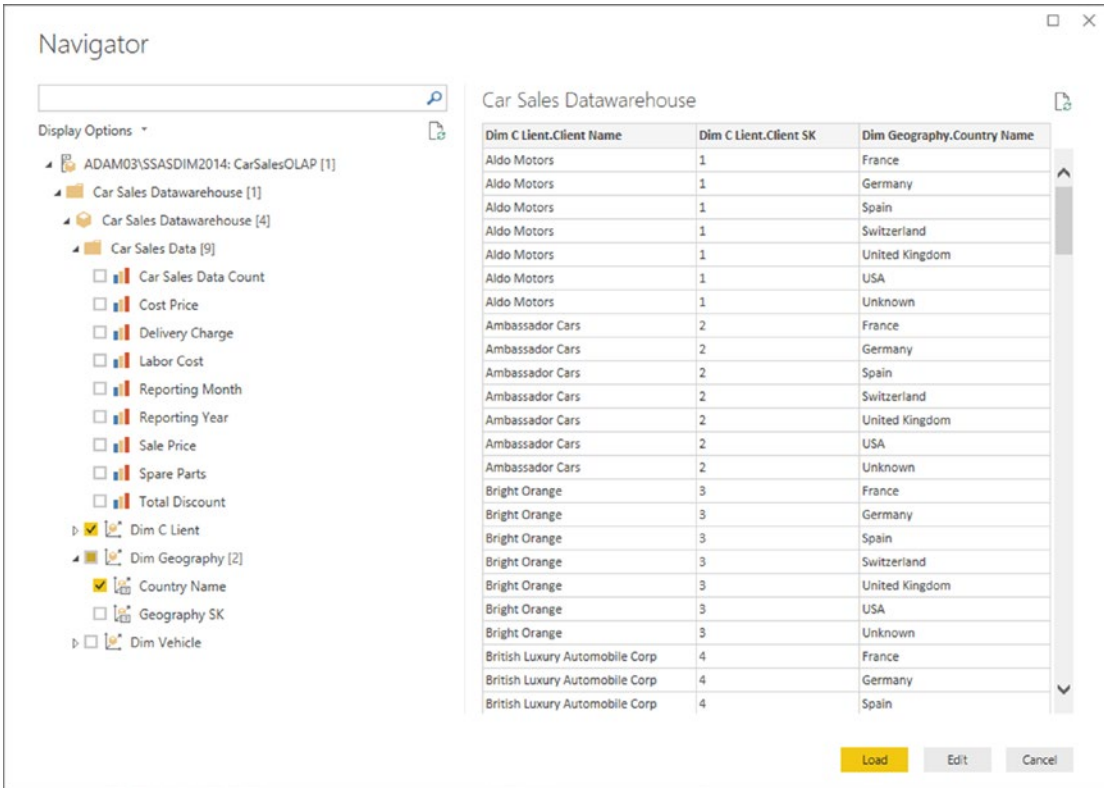 Navigator
Display Options
ADAM03\SSASDIM2014: CarSalesOLAP [1]
Car Sales Datawarehouse [1]
Car Sales Datawarehouse [4]
Car Sales Data [9]
Car Sales Data Count
Cost Price
Delivery Charge
Labor Cost
Reporting Month
Reporting Year
Sale Price
Spare Parts
Total Discount
Dim C Lient
Dim Geography [2]
Country Name
Geography SK
Dim Vehicle
Car Sales Datawarehouse
Dim C Lient.Client Name Dim C Lient.Client SK Dim Geography.Country Name
Aldo Motors 1 France
Aldo Motors 1 Germany
Aldo Motors 1 Spain
Aldo Motors 1 Switzerland
Aldo Motors 1 United Kingdom
Aldo Motors 1 USA
Aldo Motors 1 Unknown
Ambassador Cars 2 France
Ambassador Cars 2 Germany
Ambassador Cars 2 Spain
Ambassador Cars 2 Switzerland
Ambassador Cars 2 United Kingdom
Ambassador Cars 2 USA
Ambassador Cars 2 Unknown
Bright Orange 3 France
Bright Orange 3 Germany
Bright Orange 3 Spain
Bright Orange 3 Switzerland
Bright Orange 3 United Kingdom
Bright Orange 3 USA
Bright Orange 3 Unknown
British Luxury Automobile Corp 4 France
British Luxury Automobile Corp 4 Germany
British Luxury Automobile Corp 4 Spain
Load Edit Cancel